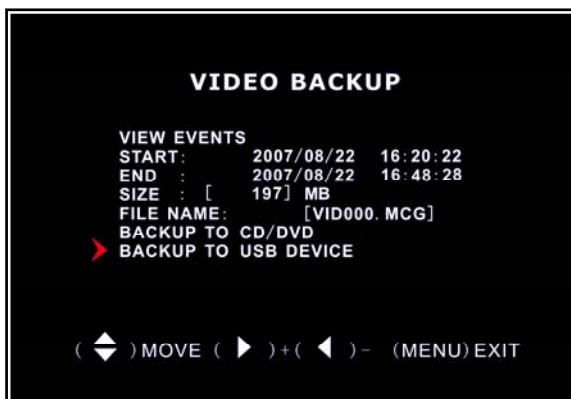 VIDEO BACKUP
VIEW EVENTS
START: 2007/08/22 16:20:22
END : 2007/08/22 16:48:28
SIZE : [ 197] MB
FILE NAME: [VID000.MCG]
BACKUP TO CD/DVD
BACKUP TO USB DEVICE
( ) MOVE ( )+( )- (MENU) EXIT